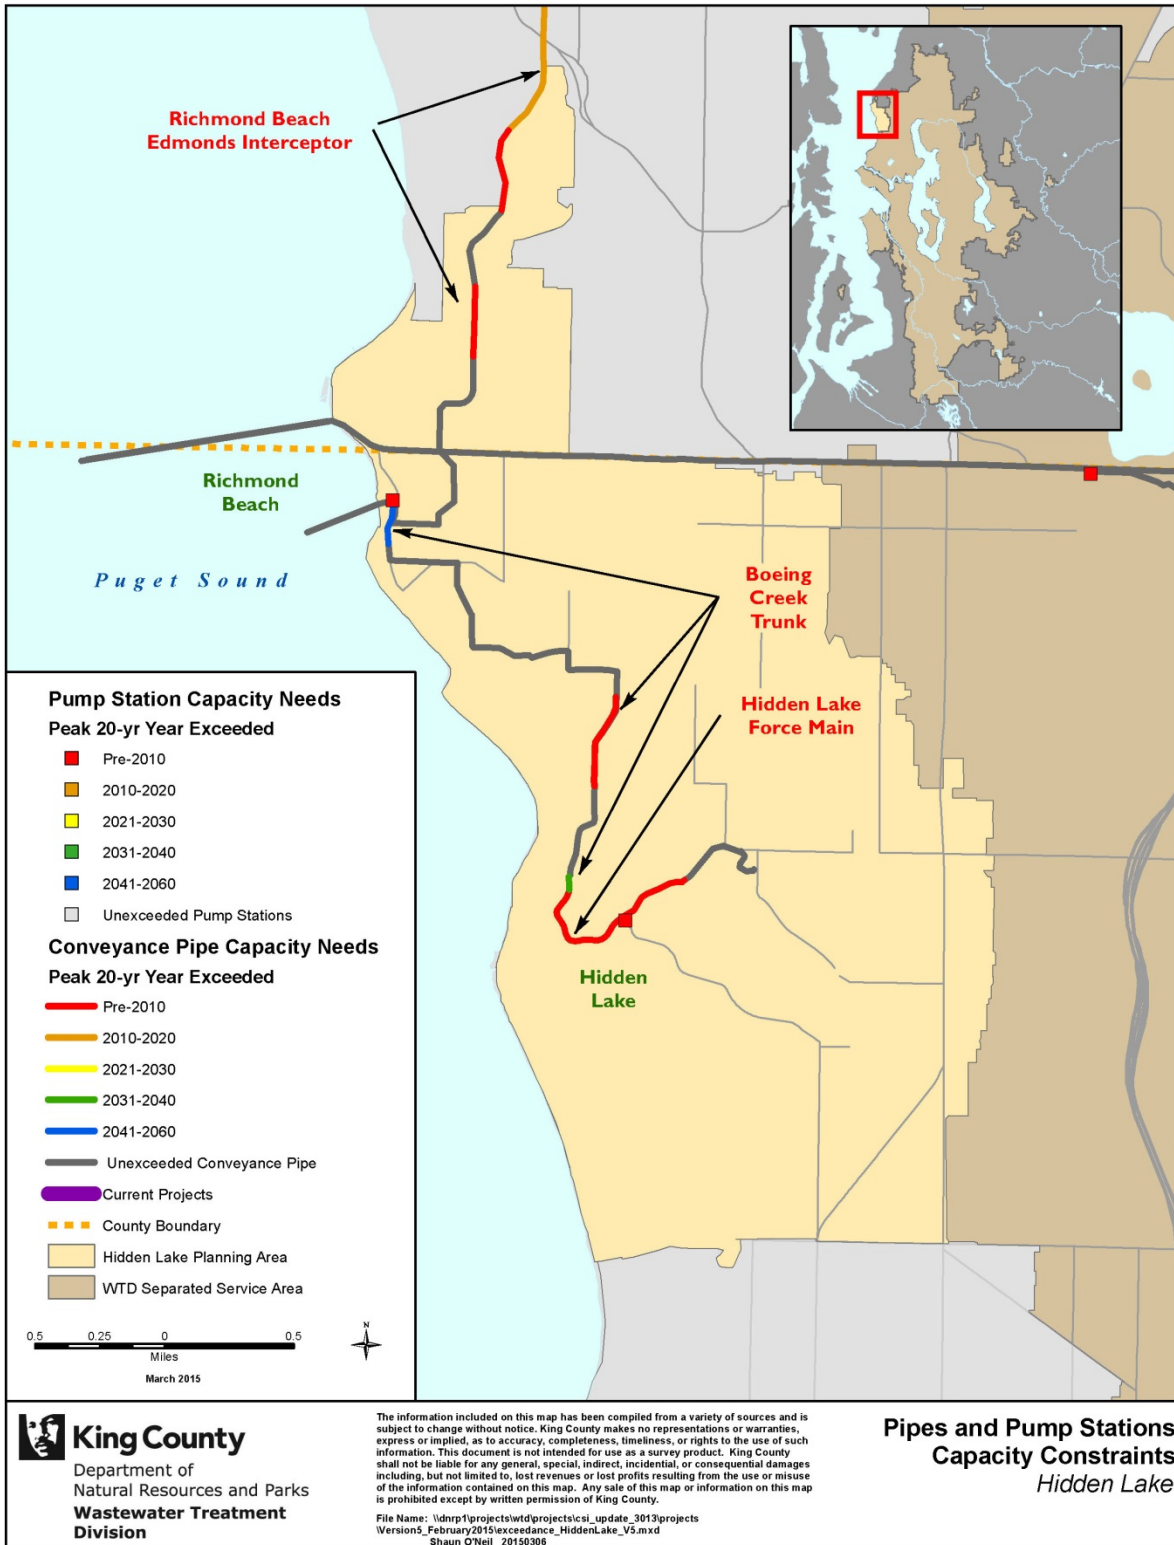 Richmond Beach
Edmonds Interceptor
Richmond
Beach
Puget Sound
Boeing
Creek
Trunk
Hidden Lake
Force Main
Hidden
Lake
Pump Station Capacity Needs
Peak 20-yr Year Exceeded
Pre-2010
2010-2020
2021-2030
2031-2040
2041-2060
Unexceeded Pump Stations
Conveyance Pipe Capacity Needs
Peak 20-yr Year Exceeded
Pre-2010
2010-2020
2021-2030
2031-2040
2041-2060
Unexceeded Conveyance Pipe
Current Projects
County Boundary
Hidden Lake Planning Area
WTD Separated Service Area
0.5 0.25 0 0.5
Miles
N
March 2015
King County
Department of
Natural Resources and Parks
Wastewater Treatment
Division
The information included on this map has been compiled from a variety of sources and is
subject to change without notice. King County makes no representations or warranties,
express or implied, as to accuracy, completeness, timeliness, or rights to the use of such
information. This document is not intended for use as a survey product. King County
shall not be liable for any general, special, indirect, incidental, or consequential damages
including, but not limited to, lost revenues or lost profits resulting from the use or misuse
of the information contained on this map. Any sale of this map or information on this map
is prohibited except by written permission of King County.
File Name: \\dnrp1\projects\wtd\projects\csi_update_3013\projects
\Version5_February2015\exceedance_HiddenLake_V5.mxd
Shaun O'Neil 20150306
Pipes and Pump Stations
Capacity Constraints
Hidden Lake